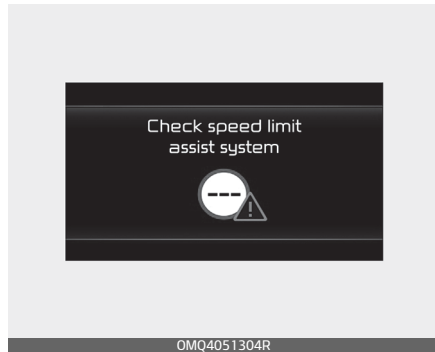 Check speed limit
assist system
---
OMQ4051304R